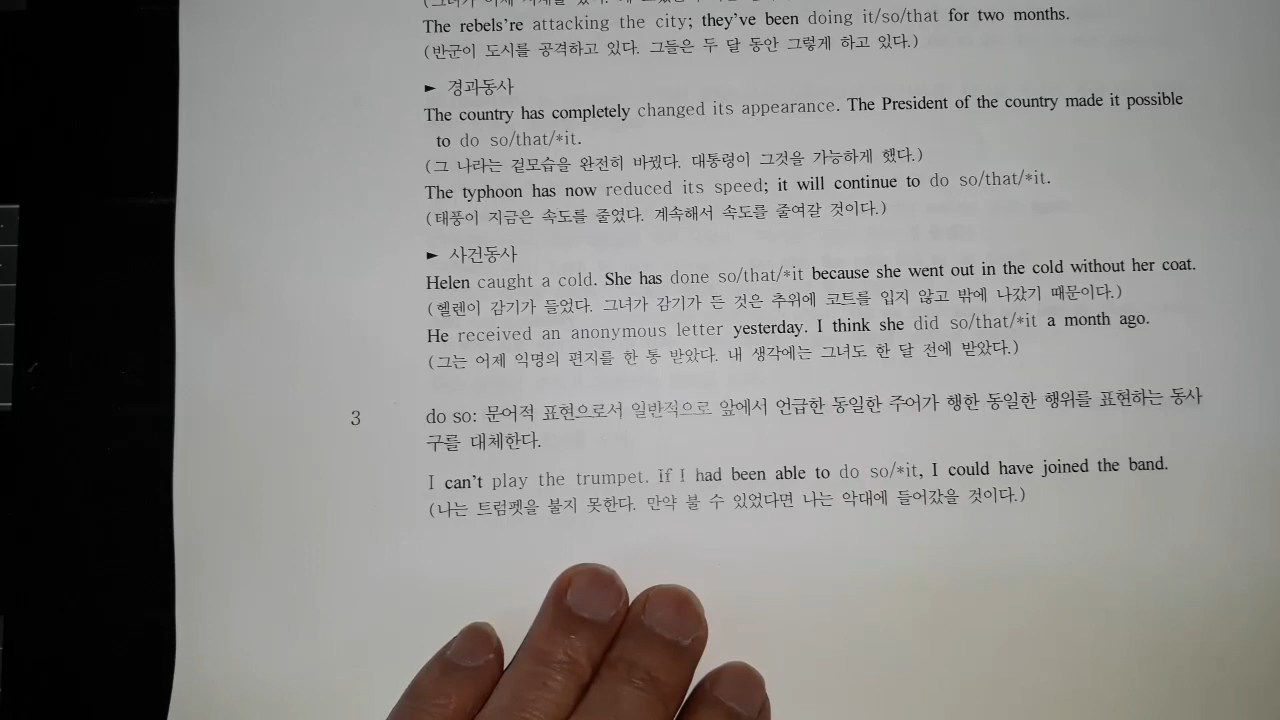 The rebels're attacking the city; they've been doing it/so/that for two months.
(반군이 도시를 공격하고 있다. 그들은 두 달 동안 그렇게 하고 있다.)
► 경과동사
The country has completely changed its appearance. The President of the country made it possible
to do so/that/*it.
(그 나라는 겉모습을 완전히 바꿨다. 대통령이 그것을 가능하게 했다.)
The typhoon has now reduced its speed; it will continue to do so/that/*it.
(태풍이 지금은 속도를 줄였다. 계속해서 속도를 줄여갈 것이다.)
► 사건동사
Helen caught a cold. She has done so/that/*it because she went out in the cold without her coat.
(헬렌이 감기가 들었다. 그녀가 감기가 든 것은 추위에 코트를 입지 않고 밖에 나갔기 때문이다.)
He received an anonymous letter yesterday. I think she did so/that/*it a month ago.
(그는 어제 익명의 편지를 한 통 받았다. 내 생각에는 그녀도 한 달 전에 받았다.)
3 do so: 문어적 표현으로서 일반적으로 앞에서 언급한 동일한 주어가 행한 동일한 행위를 표현하는 동사
구를 대체한다.
I can't play the trumpet. If I had been able to do so/*it, I could have joined the band.
(나는 트럼펫을 불지 못한다. 만약 불 수 있었다면 나는 악대에 들어갔을 것이다.)